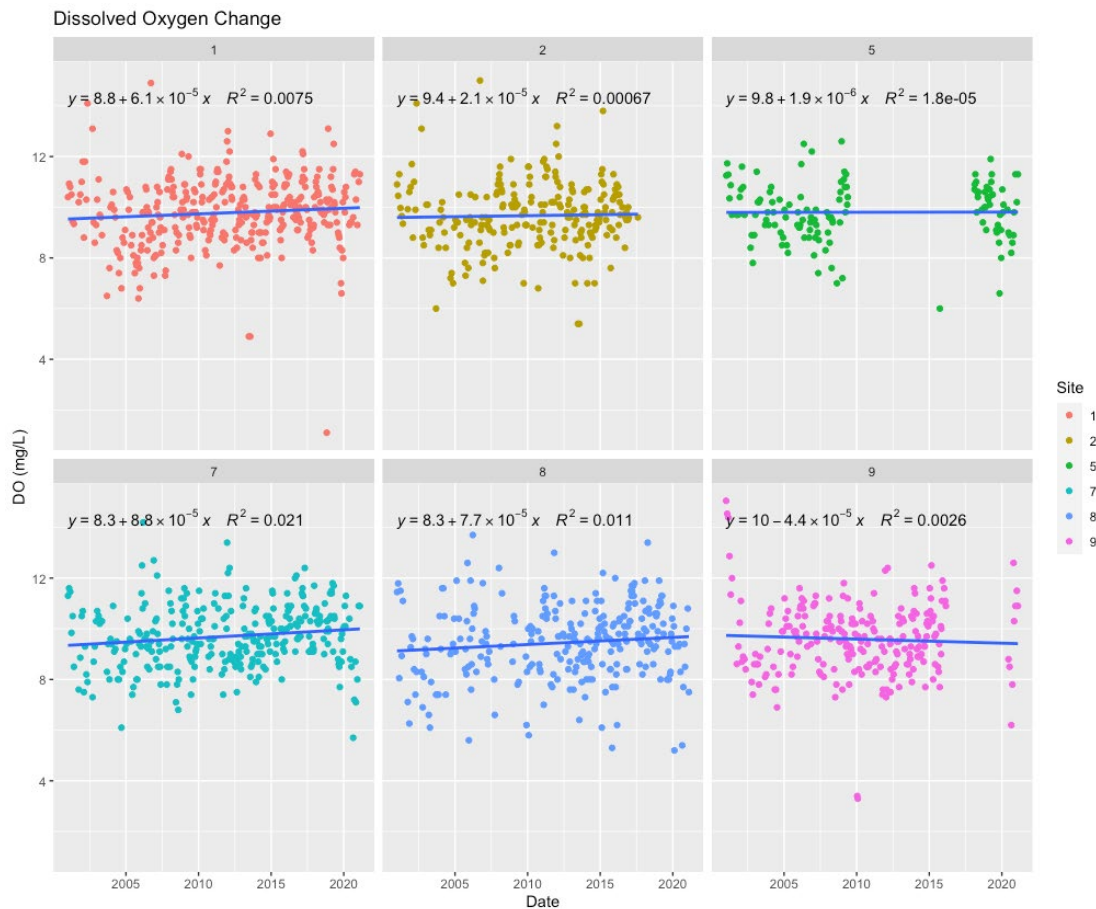 Dissolved Oxygen Change
1 2 5
y = 8.8 + 6.1 × 10⁻⁵ x R² = 0.0075
y = 9.4 + 2.1 × 10⁻⁵ x R² = 0.00067
y = 9.8 + 1.9 × 10⁻⁶ x R² = 1.8e-05
12
8
4
7 8 9
y = 8.3 + 8.8 × 10⁻⁵ x R² = 0.021
y = 8.3 + 7.7 × 10⁻⁵ x R² = 0.011
y = 10 − 4.4 × 10⁻⁵ x R² = 0.0026
12
8
4
DO (mg/L)
2005 2010 2015 2020 2005 2010 2015 2020 2005 2010 2015 2020
Date
Site
1
2
5
7
8
9